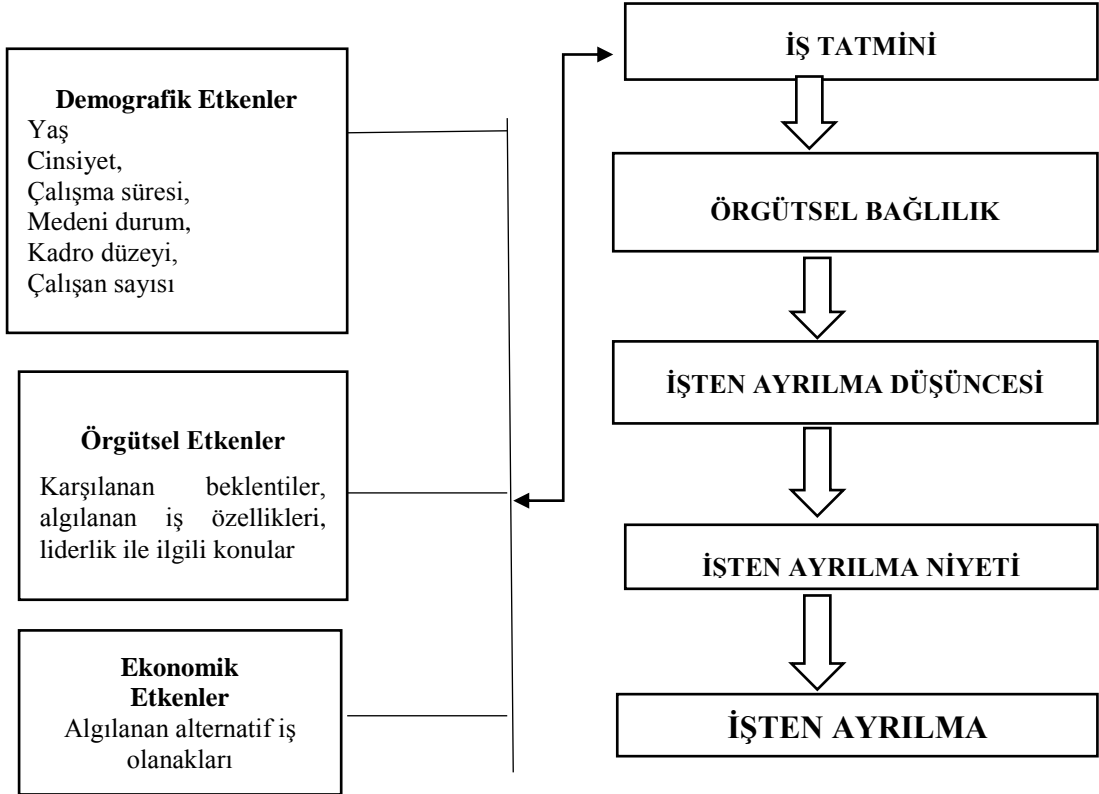 Demografik Etkenler
Yaş
Cinsiyet,
Çalışma süresi,
Medeni durum,
Kadro düzeyi,
Çalışan sayısı
Örgütsel Etkenler
Karşılanan beklentiler,
algılanan iş özellikleri,
liderlik ile ilgili konular
Ekonomik
Etkenler
Algılanan alternatif iş
olanakları
İŞ TATMİNİ
ÖRGÜTSEL BAĞLILIK
İŞTEN AYRILMA DÜŞÜNCESİ
İŞTEN AYRILMA NİYETİ
İŞTEN AYRILMA